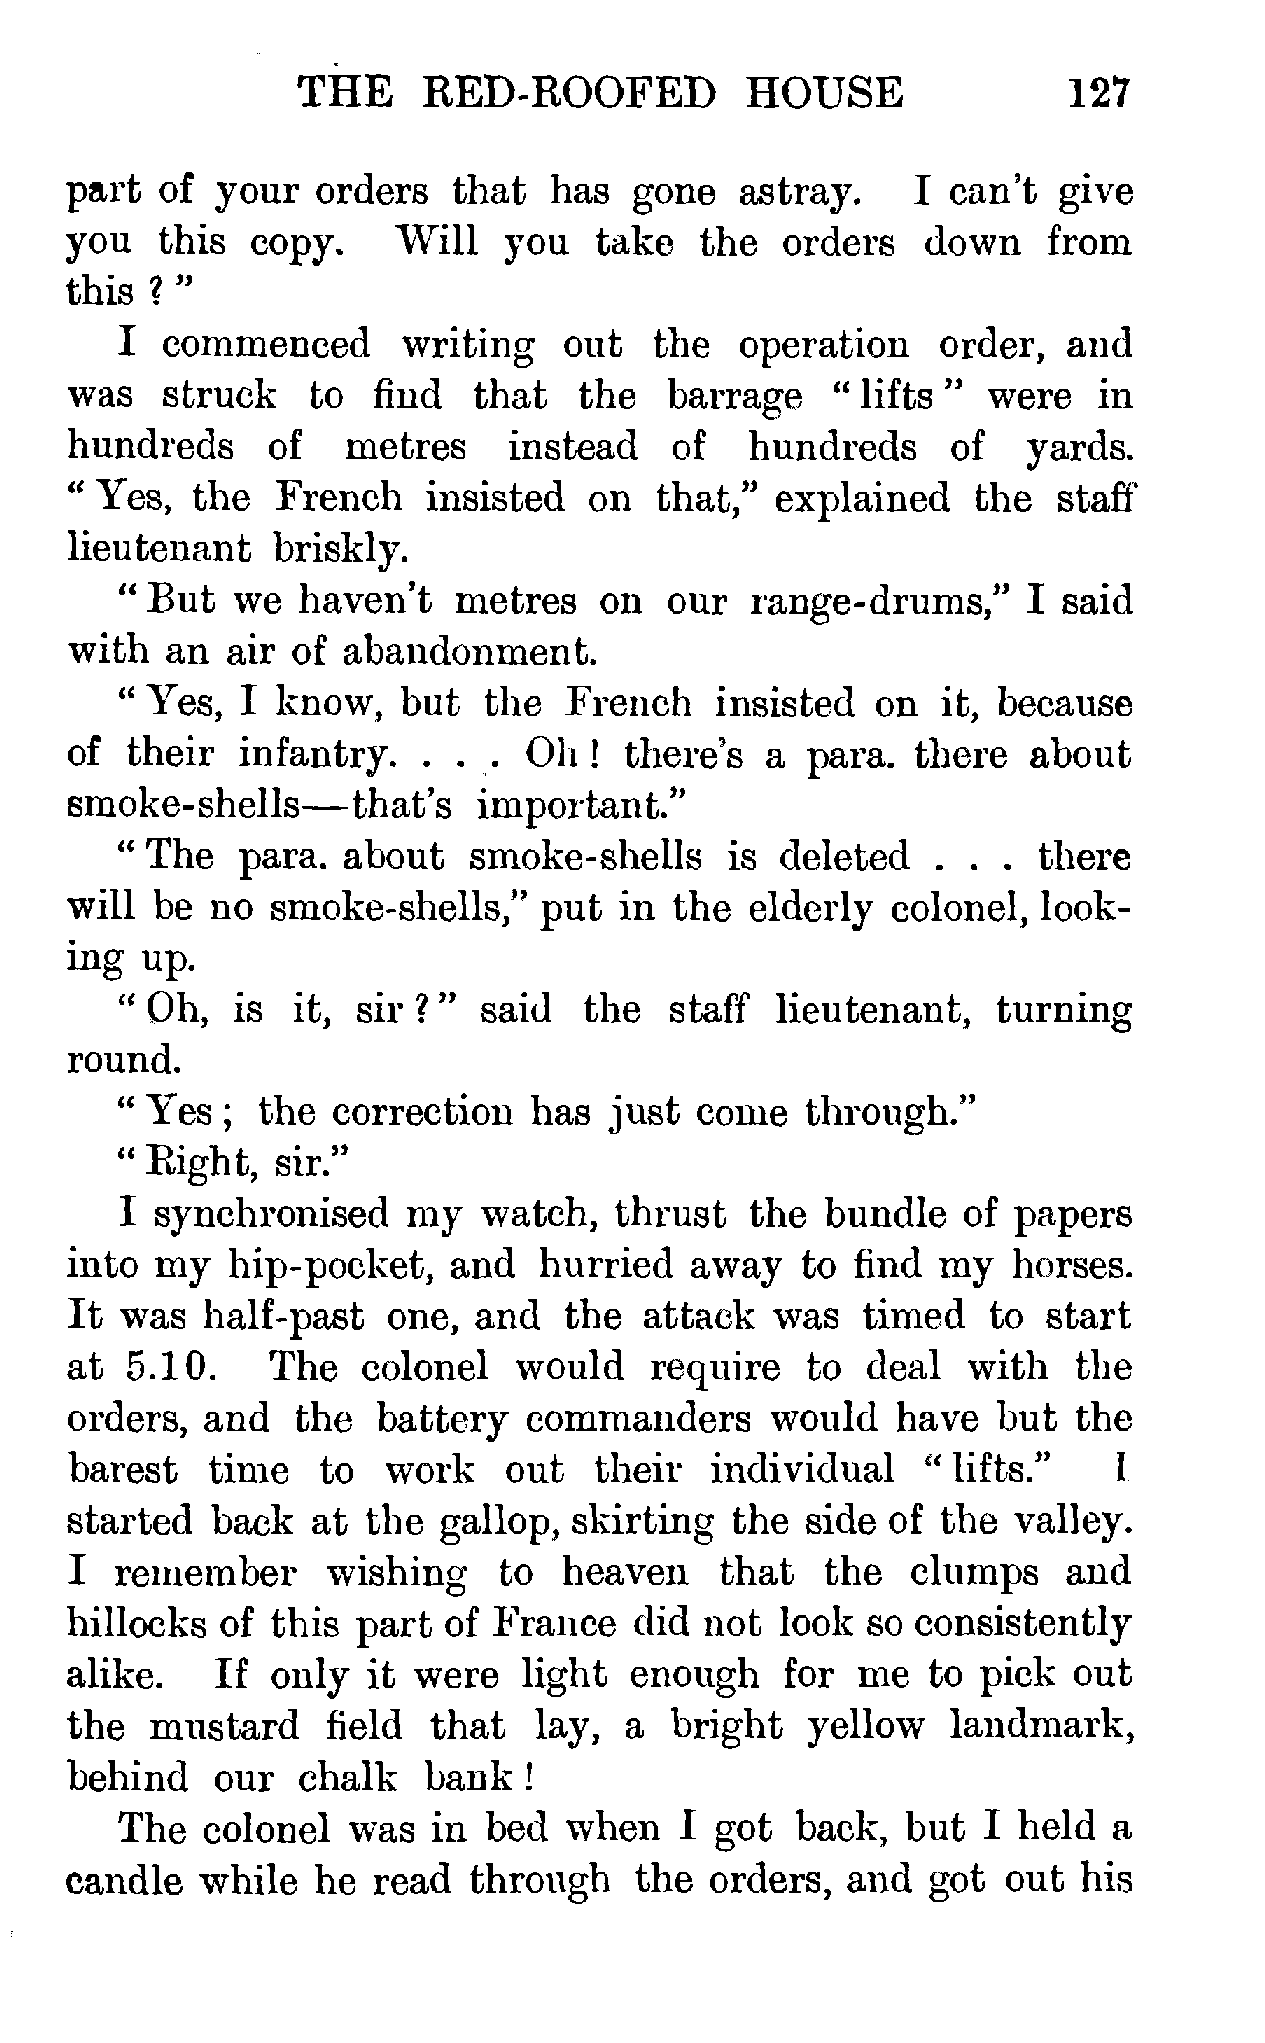 THE RED-ROOFED HOUSE 127
part of your orders that has gone astray. I can't give
you this copy. Will you take the orders down from
this ? "
I commenced writing out the operation order, and
was struck to find that the barrage " lifts " were in
hundreds of metres instead of hundreds of yards.
" Yes, the French insisted on that," explained the staff
lieutenant briskly.
" But we haven't metres on our range-drums," I said
with an air of abandonment.
" Yes, I know, but the French insisted on it, because
of their infantry. . . . Oh ! there's a para. there about
smoke-shells—that's important."
" The para. about smoke-shells is deleted . . . there
will be no smoke-shells," put in the elderly colonel, look-
ing up.
" Oh, is it, sir ? " said the staff lieutenant, turning
round.
" Yes ; the correction has just come through."
" Right, sir."
I synchronised my watch, thrust the bundle of papers
into my hip-pocket, and hurried away to find my horses.
It was half-past one, and the attack was timed to start
at 5.10. The colonel would require to deal with the
orders, and the battery commanders would have but the
barest time to work out their individual " lifts." I
started back at the gallop, skirting the side of the valley.
I remember wishing to heaven that the clumps and
hillocks of this part of France did not look so consistently
alike. If only it were light enough for me to pick out
the mustard field that lay, a bright yellow landmark,
behind our chalk bank !
The colonel was in bed when I got back, but I held a
candle while he read through the orders, and got out his